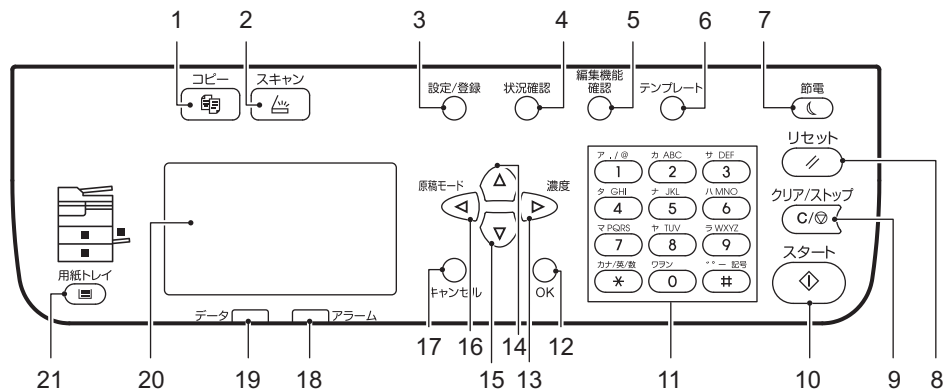 1 2 3 4 5 6 7
コピー スキャン
設定/登録 状況確認 編集機能
確認 テンプレート 節電
リセット
ア . / @ カ ABC サ DEF
1 2 3
原稿モード 濃度
タ GHI ナ JKL ハ MNO
4 5 6
クリア/ストップ
C/
マ PQRS ヤ TUV ラ WXYZ
7 8 9
スタート
カナ/英/数 ワヲン ゛゜ー 記号
* 0 #
用紙トレイ
キャンセル OK
データ アラーム
21 20 19 18 17 16 15 14 13 12 11 10 9 8